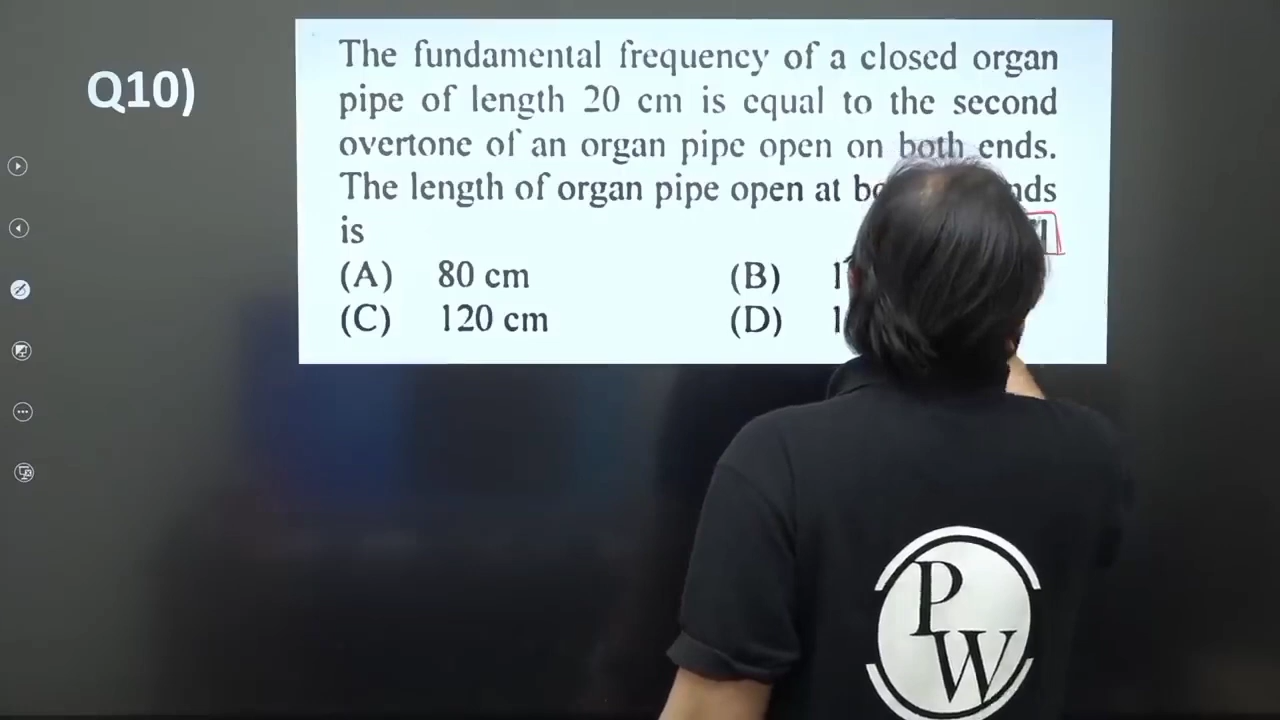 Q10)
The fundamental frequency of a closed organ
pipe of length 20 cm is equal to the second
overtone of an organ pipe open on both ends.
The length of organ pipe open at
is
(A) 80 cm (B)
(C) 120 cm (D)
PW